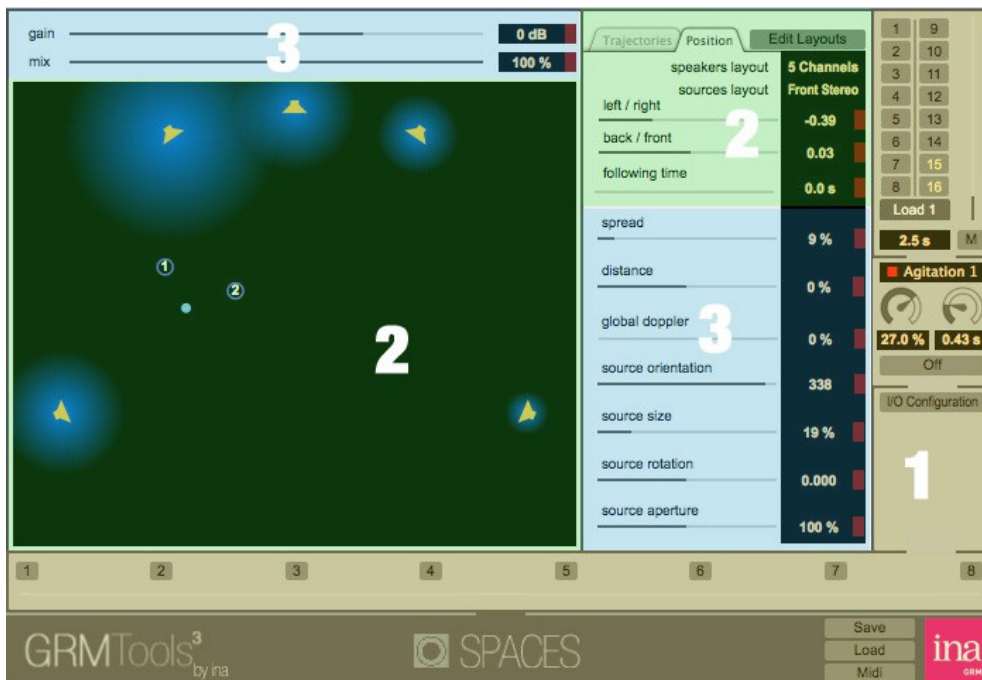 gain 0 dB
mix 100 %
3
1
2
2
Trajectories Position Edit Layouts
speakers layout 5 Channels
sources layout Front Stereo
left / right -0.39
back / front 0.03
following time 0.0 s
2
spread 9 %
distance 0 %
global doppler 0 %
source orientation 338
source size 19 %
source rotation 0.000
source aperture 100 %
3
1 9
2 10
3 11
4 12
5 13
6 14
7 15
8 16
Load 1
2.5 s M
Agitation 1
27.0 % 0.43 s
Off
I/O Configuration
1
1 2 3 4 5 6 7 8
GRMTools3
by ina
SPACES
Save
Load
Midi
ina
GRM